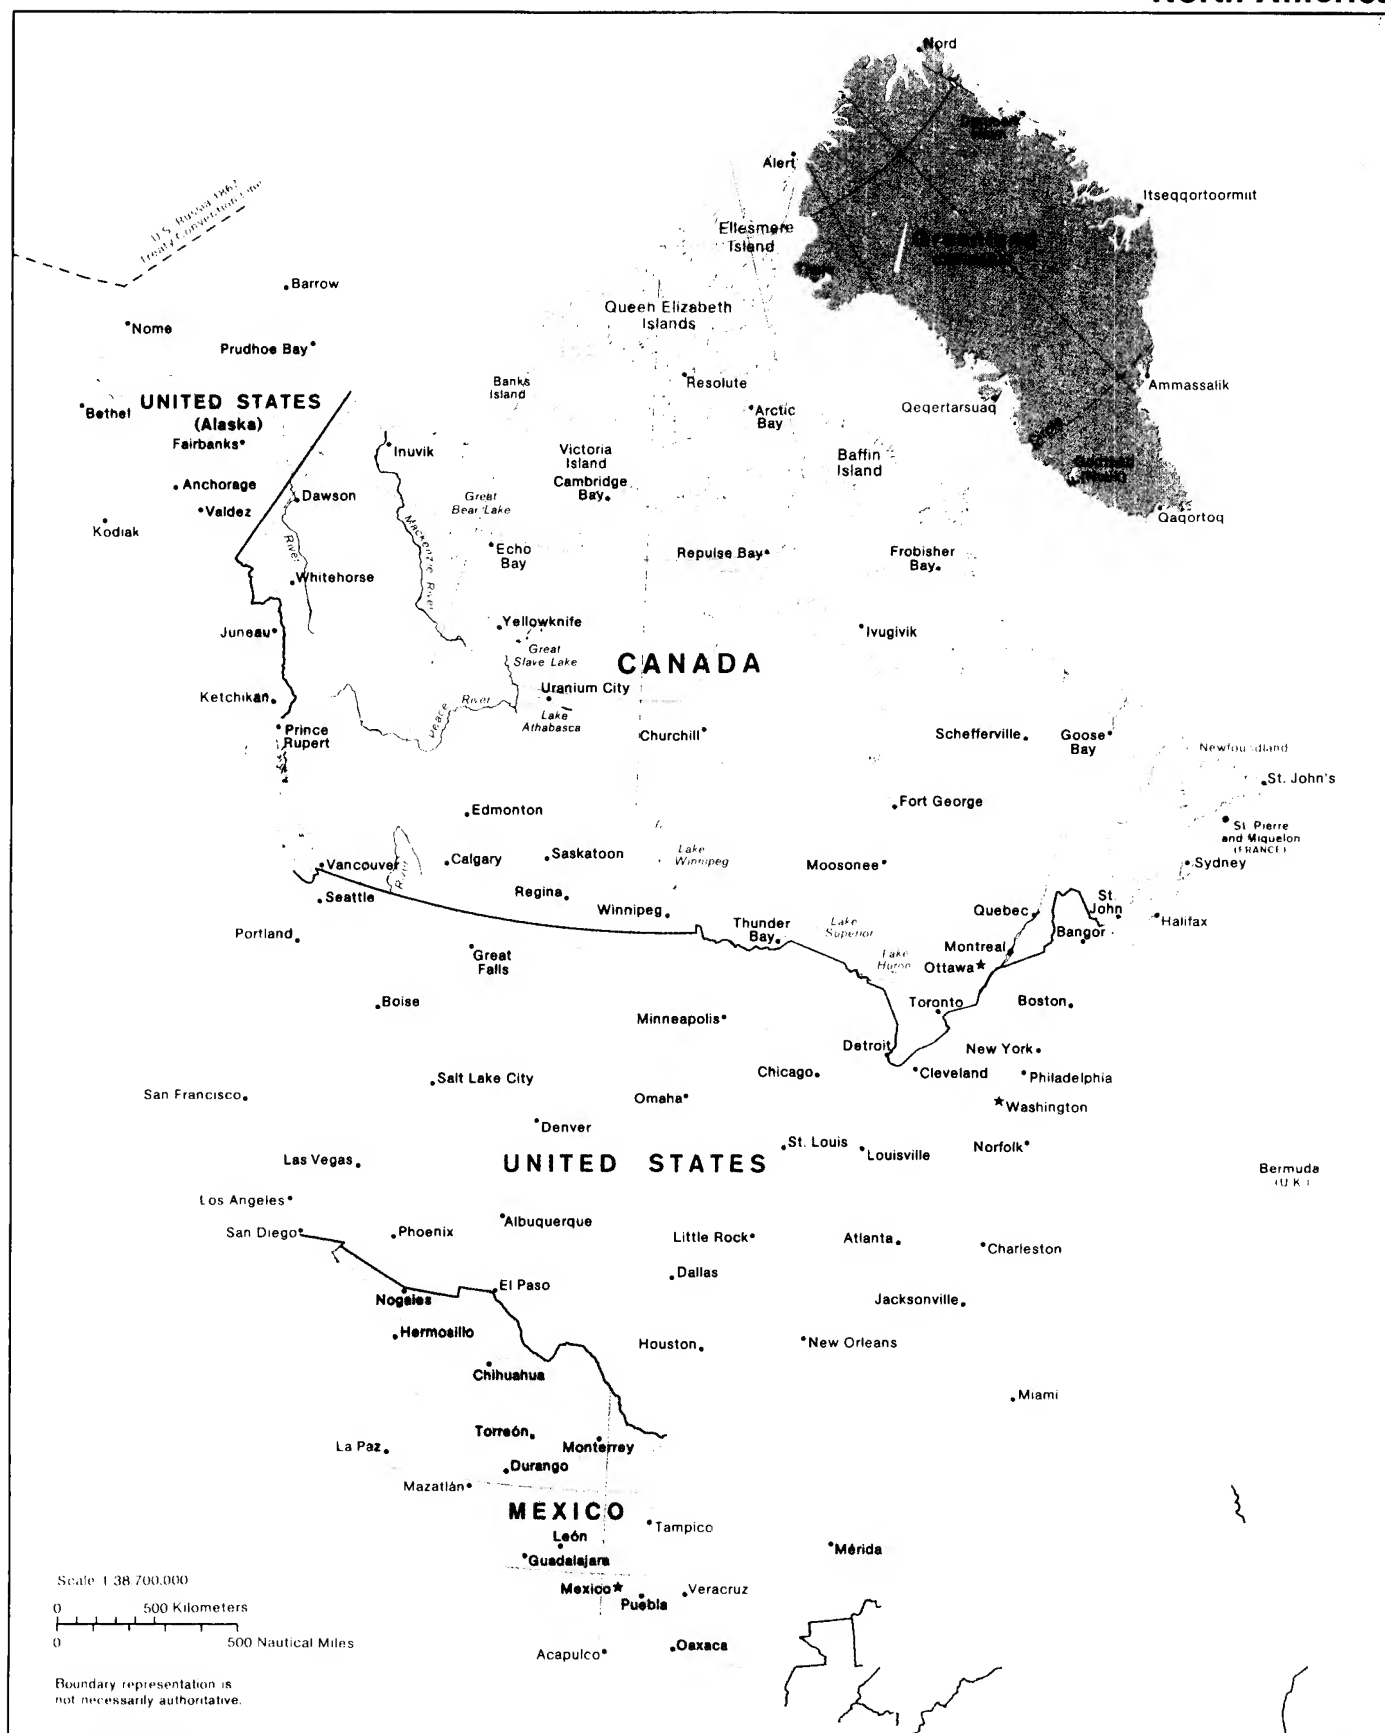 North America
Nord
Alert
Itseqqortoormiit
U.S.-Russia 1867
Treaty Convention Line
Ellesmere
Island
Greenland
Barrow
Queen Elizabeth
Islands
Nome
Prudhoe Bay
Banks
Island
Resolute
Ammassalik
UNITED STATES
(Alaska)
Bethel
Qeqertarsuaq
Arctic
Bay
Fairbanks
Inuvik
Victoria
Island
Baffin
Island
Cambridge
Bay
Anchorage
Dawson
Great
Bear Lake
Valdez
Kodiak
Qaqortoq
Mackenzie River
River
Echo
Bay
Repulse Bay
Frobisher
Bay
Whitehorse
Yellowknife
Juneau
Ivugivik
Great
Slave Lake
CANADA
Ketchikan
Peace
River
Uranium City
Lake
Athabasca
Prince
Rupert
Churchill
Schefferville
Goose
Bay
Newfoundland
St. John's
Edmonton
Fort George
St. Pierre
and Miquelon
(FRANCE)
Vancouver
River
Calgary
Saskatoon
Lake
Winnipeg
Moosonee
Sydney
Seattle
Regina
Winnipeg
Thunder
Bay
Lake
Superior
Quebec
St.
John
Halifax
Portland
Great
Falls
Lake
Huron
Montreal
Ottawa
Bangor
Boise
Minneapolis
Toronto
Boston
Detroit
New York
Salt Lake City
Chicago
Cleveland
Philadelphia
San Francisco
Omaha
Washington
Denver
St. Louis
Louisville
Norfolk
Las Vegas
UNITED STATES
Bermuda
(U.K.)
Los Angeles
San Diego
Phoenix
Albuquerque
Little Rock
Atlanta
Charleston
Dallas
El Paso
Nogales
Jacksonville
Hermosillo
Houston
New Orleans
Chihuahua
Miami
Torreón
La Paz
Monterrey
Durango
Mazatlán
MEXICO
Tampico
León
Guadalajara
Mérida
Mexico
Puebla
Veracruz
Acapulco
Oaxaca
Scale 1:38,700,000
0 500 Kilometers
0 500 Nautical Miles
Boundary representation is
not necessarily authoritative.